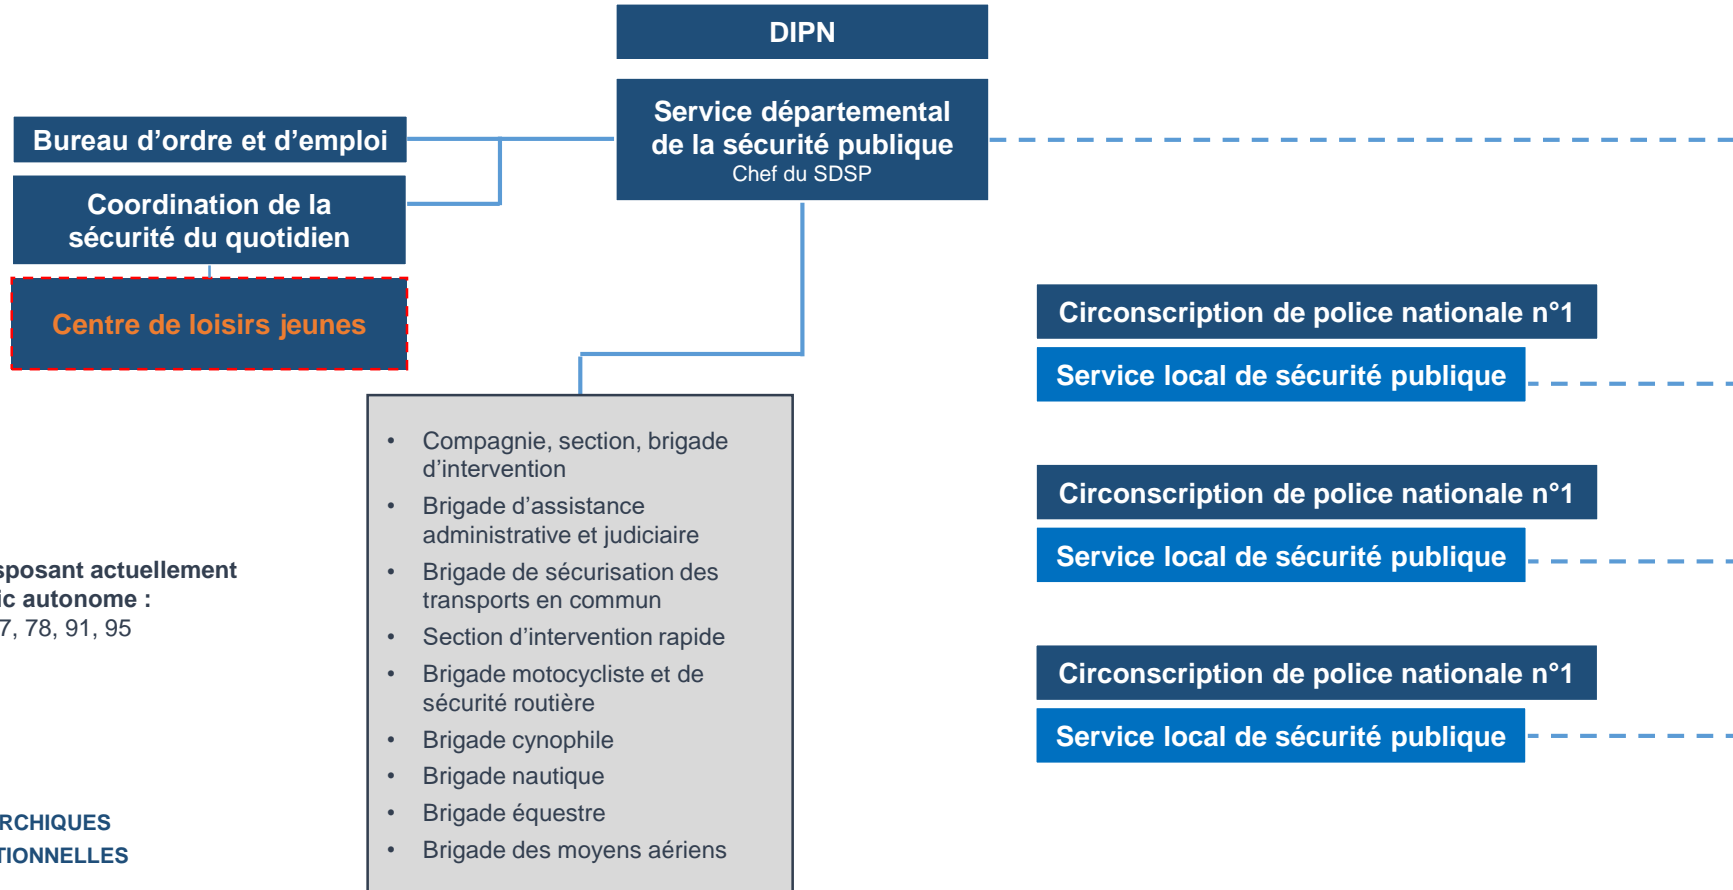 DIPN
Service départemental
de la sécurité publique
Chef du SDSP
Bureau d’ordre et d’emploi
Coordination de la
sécurité du quotidien
Centre de loisirs jeunes
Circonscription de police nationale n°1
Service local de sécurité publique
Circonscription de police nationale n°1
Service local de sécurité publique
Circonscription de police nationale n°1
Service local de sécurité publique
• Compagnie, section, brigade
d’intervention
• Brigade d’assistance
administrative et judiciaire
• Brigade de sécurisation des
transports en commun
• Section d’intervention rapide
• Brigade motocycliste et de
sécurité routière
• Brigade cynophile
• Brigade nautique
• Brigade équestre
• Brigade des moyens aériens
sposant actuellement
ic autonome :
7, 78, 91, 95
RCHIQUES
TIONNELLES